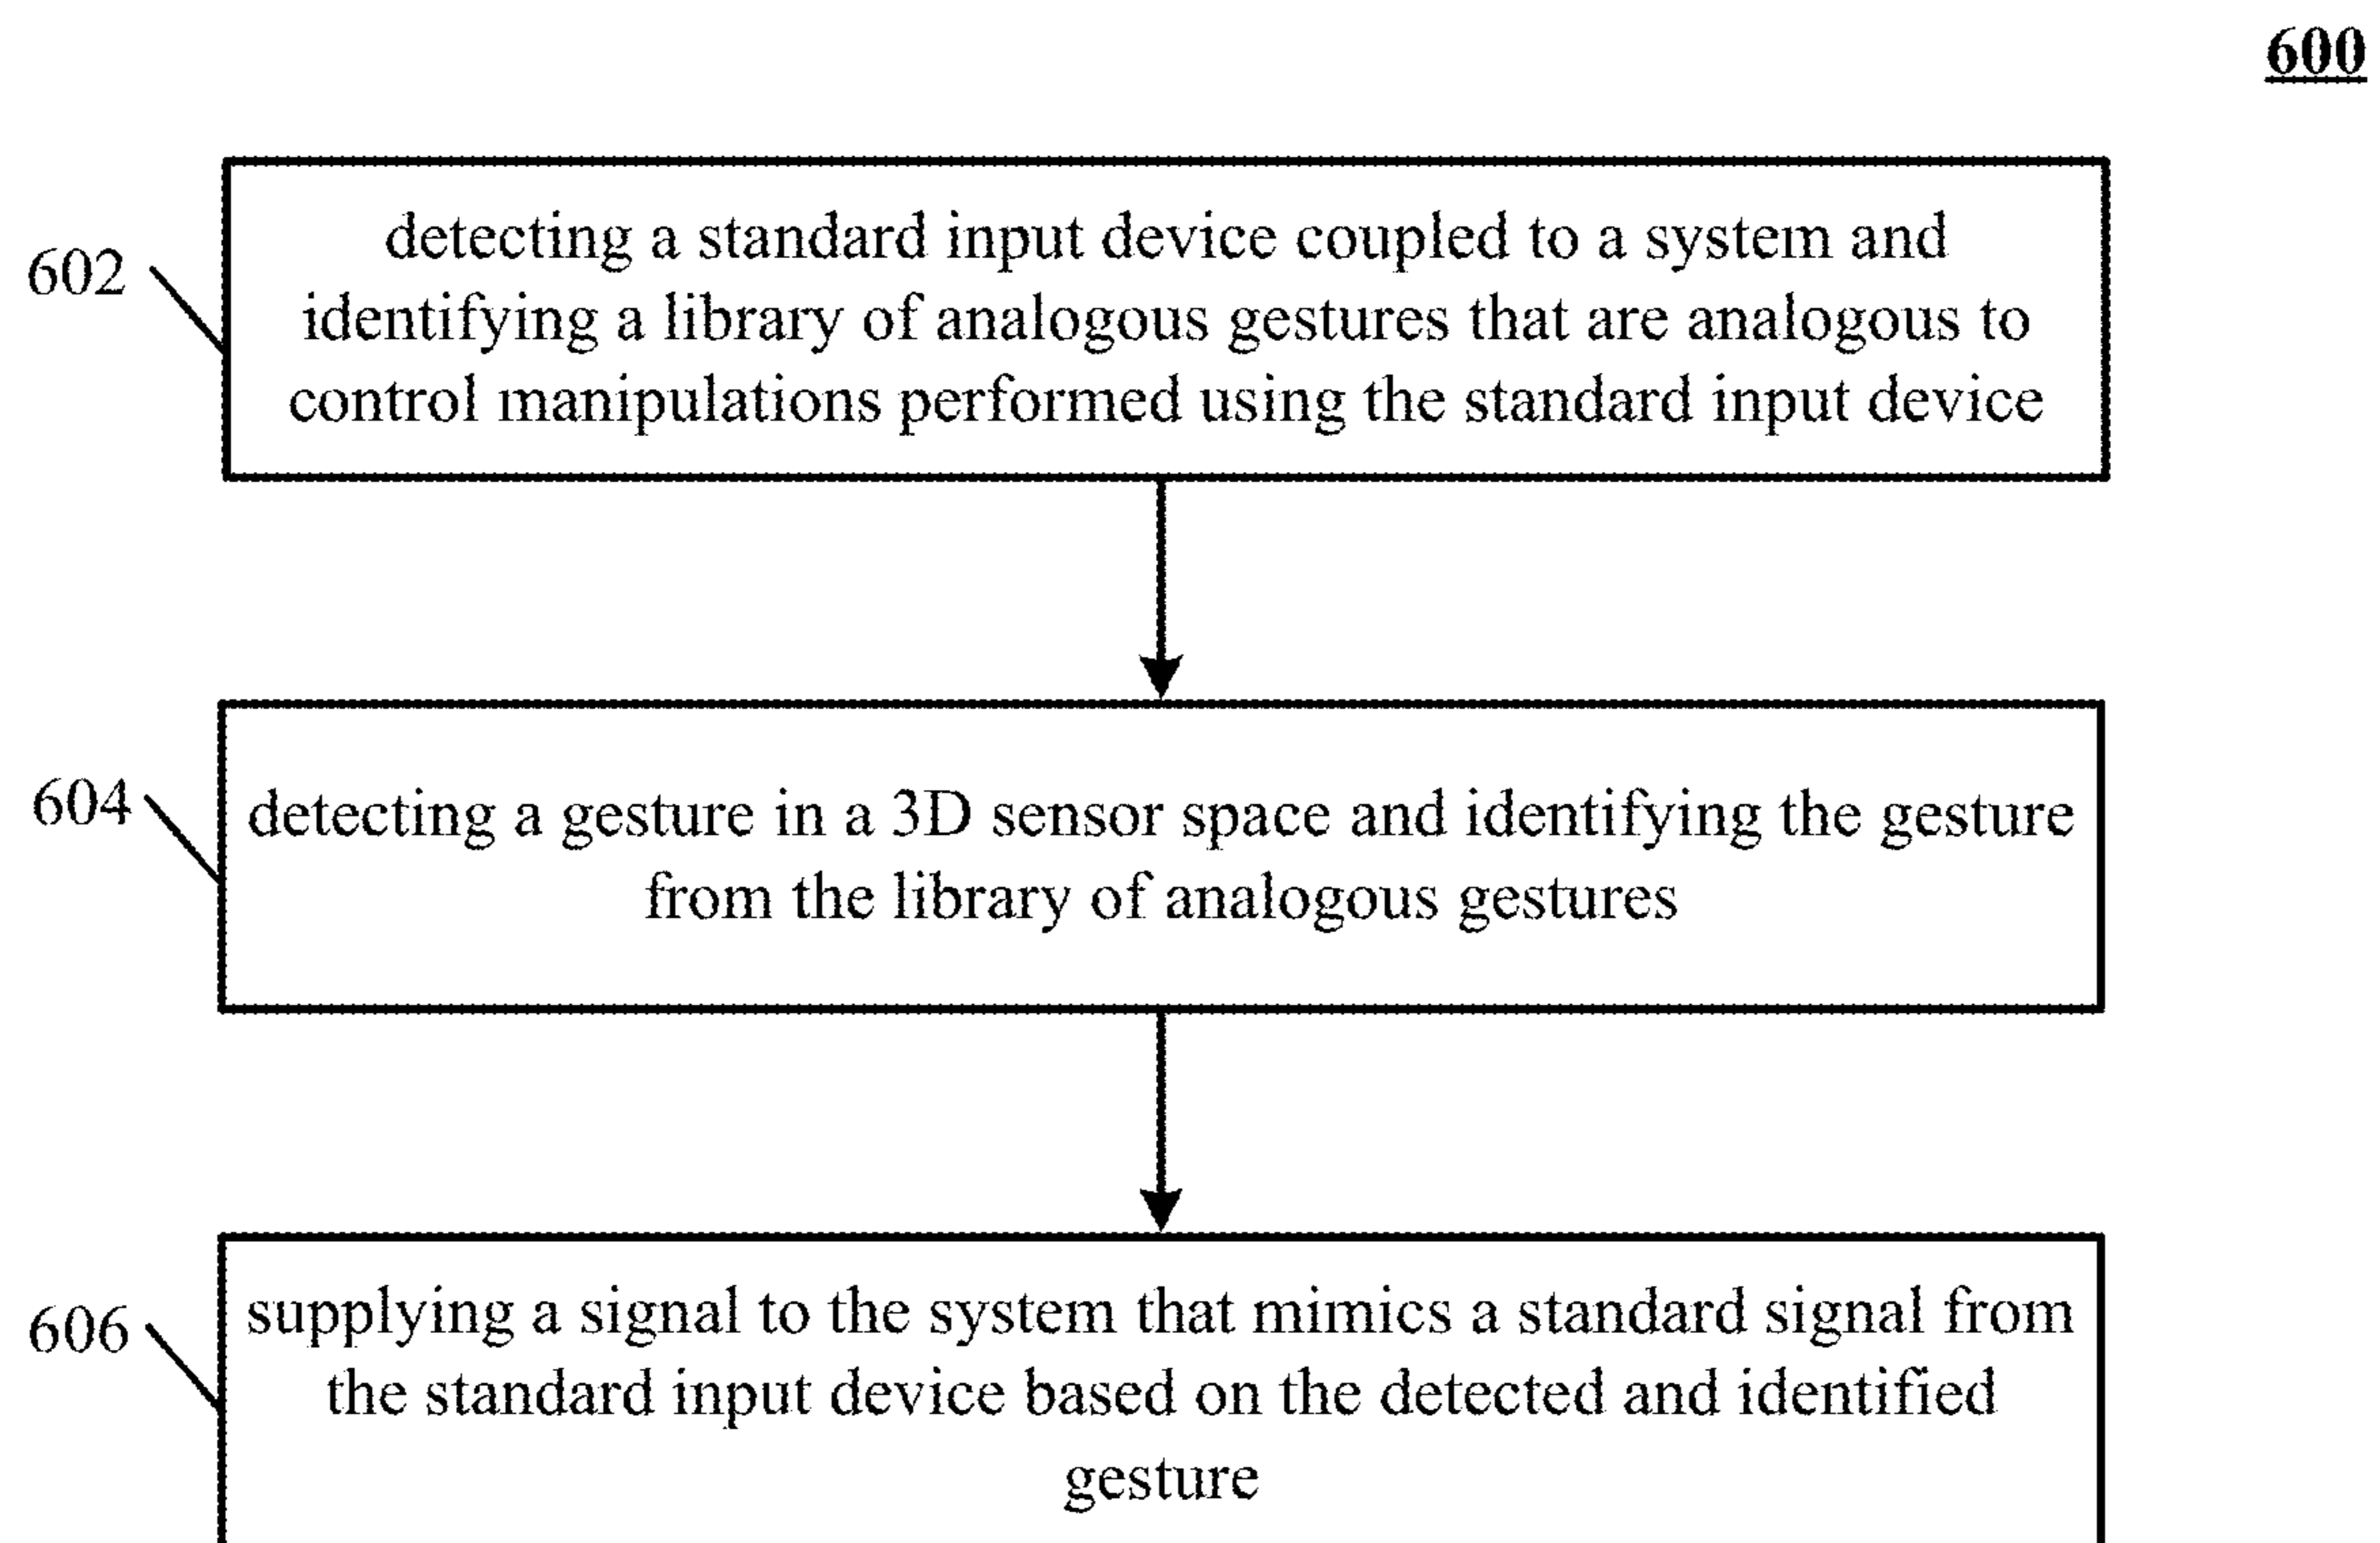 600
602
detecting a standard input device coupled to a system and
identifying a library of analogous gestures that are analogous to
control manipulations performed using the standard input device
604
detecting a gesture in a 3D sensor space and identifying the gesture
from the library of analogous gestures
606
supplying a signal to the system that mimics a standard signal from
the standard input device based on the detected and identified
gesture